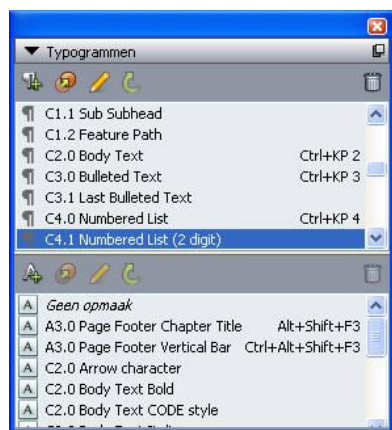 Typogrammen
C1.1 Sub Subhead
C1.2 Feature Path
C2.0 Body Text Ctrl+KP 2
C3.0 Bulleted Text Ctrl+KP 3
C3.1 Last Bulleted Text
C4.0 Numbered List Ctrl+KP 4
C4.1 Numbered List (2 digit)
Geen opmaak
A3.0 Page Footer Chapter Title Alt+Shift+F3
A3.0 Page Footer Vertical Bar Ctrl+Alt+Shift+F3
C2.0 Arrow character
C2.0 Body Text Bold
C2.0 Body Text CODE style